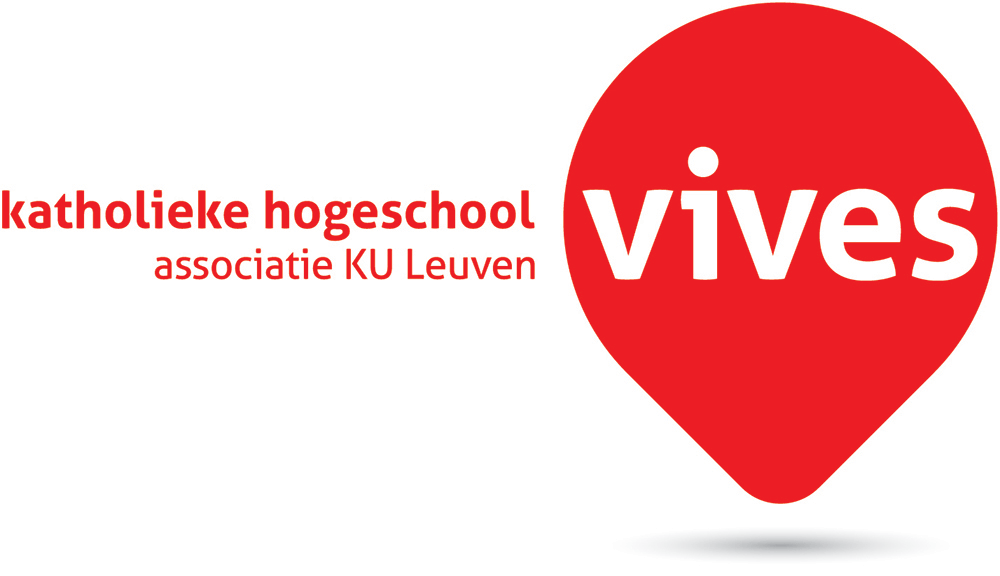 katholieke hogeschool
associatie KU Leuven
vives